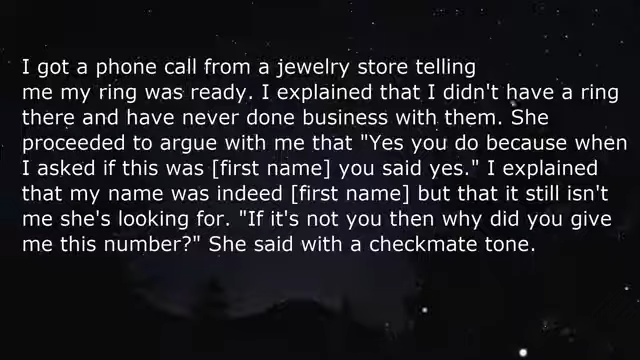 I got a phone call from a jewelry store telling
me my ring was ready. I explained that I didn't have a ring
there and have never done business with them. She
proceeded to argue with me that "Yes you do because when
I asked if this was [first name] you said yes." I explained
that my name was indeed [first name] but that it still isn't
me she's looking for. "If it's not you then why did you give
me this number?" She said with a checkmate tone.